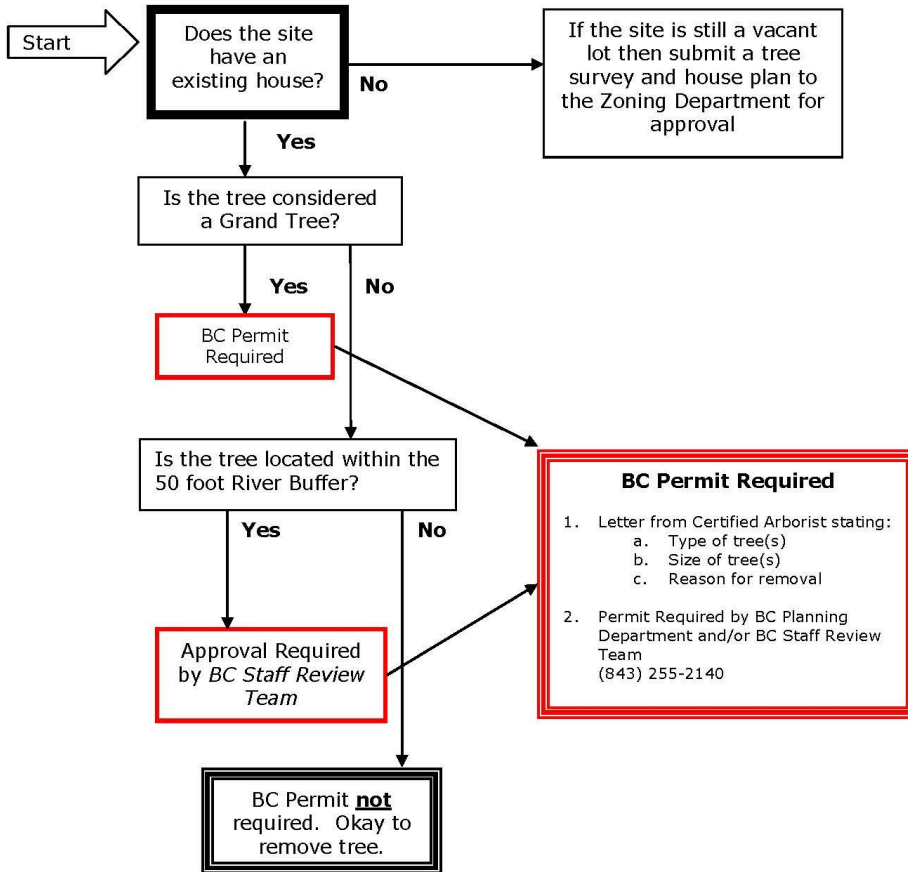 Start
Does the site
have an
existing house?
No
If the site is still a vacant
lot then submit a tree
survey and house plan to
the Zoning Department for
approval
Yes
Is the tree considered
a Grand Tree?
Yes
No
BC Permit
Required
Is the tree located within the
50 foot River Buffer?
Yes
No
BC Permit Required
1. Letter from Certified Arborist stating:
a. Type of tree(s)
b. Size of tree(s)
c. Reason for removal
2. Permit Required by BC Planning
Department and/or BC Staff Review
Team
(843) 255-2140
Approval Required
by BC Staff Review
Team
BC Permit not
required. Okay to
remove tree.